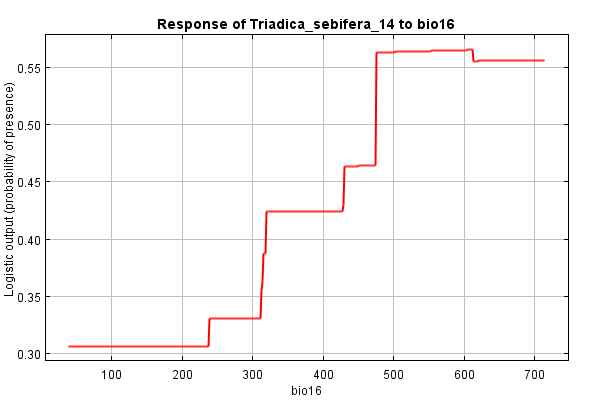 Response of Triadica_sebifera_14 to bio16
Logistic output (probability of presence)
0.55
0.50
0.45
0.40
0.35
0.30
100 200 300 400 500 600 700
bio16